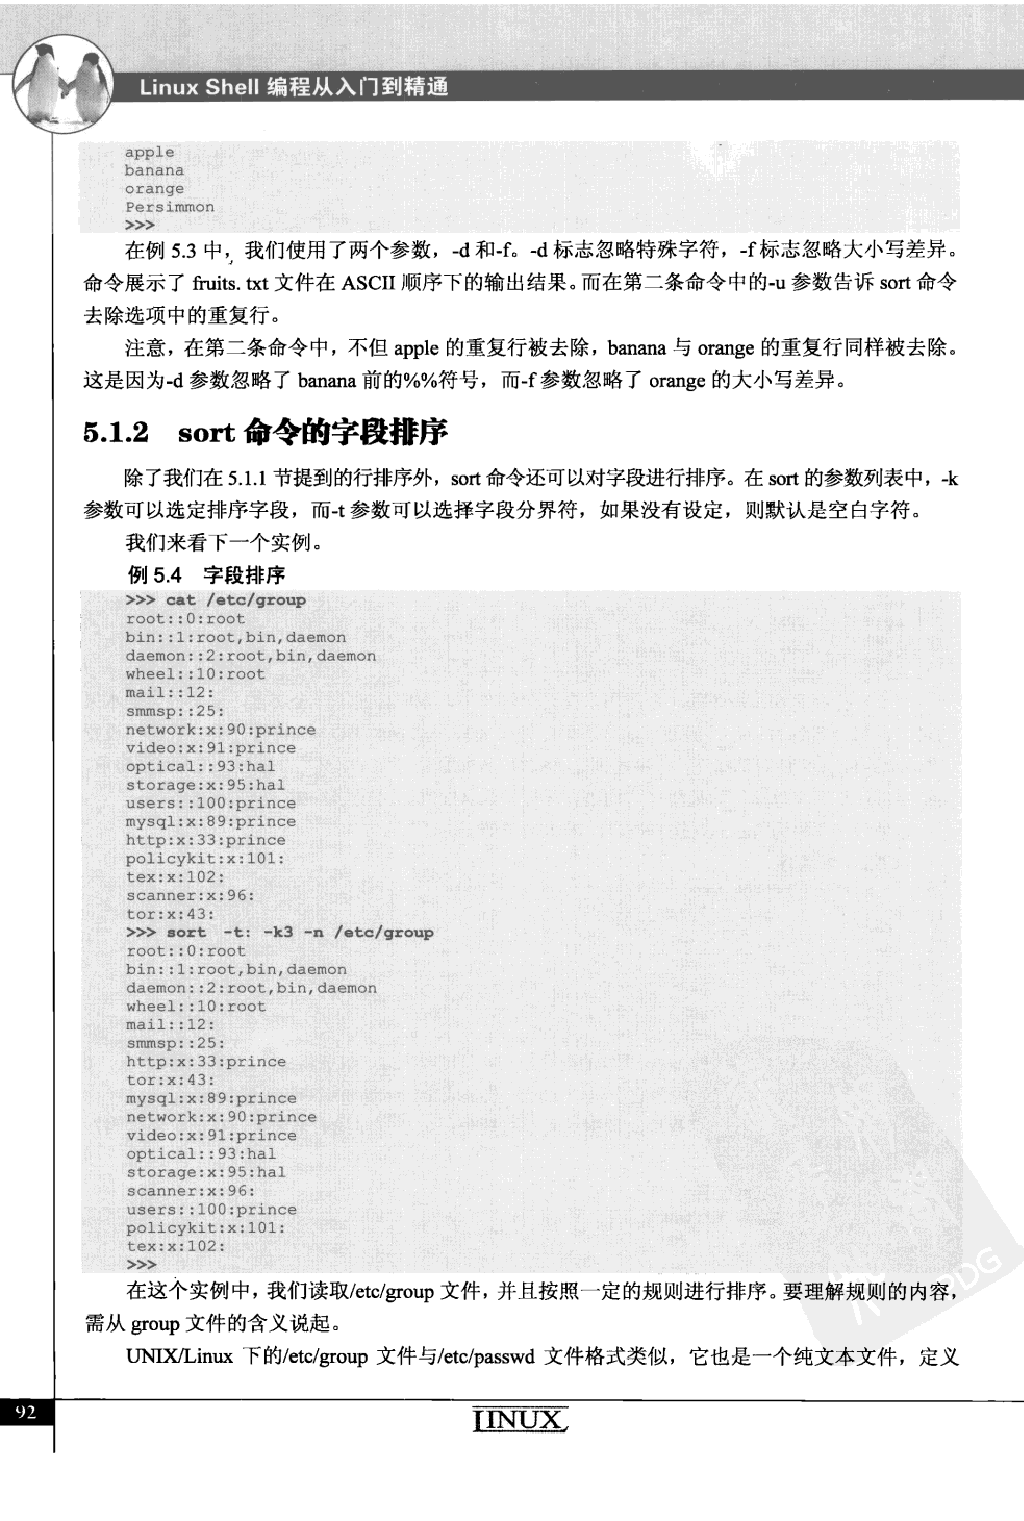 Linux Shell 编程从入门到精通
apple
banana
orange
Persimmon
>>>
在例 5.3 中，我们使用了两个参数，-d 和-f。-d 标志忽略特殊字符，-f 标志忽略大小写差异。
命令展示了 fruits. txt 文件在 ASCII 顺序下的输出结果。而在第二条命令中的-u 参数告诉 sort 命令
去除选项中的重复行。
注意，在第二条命令中，不但 apple 的重复行被去除，banana 与 orange 的重复行同样被去除。
这是因为-d 参数忽略了 banana 前的%%符号，而-f 参数忽略了 orange 的大小写差异。
5.1.2 sort 命令的字段排序
除了我们在 5.1.1 节提到的行排序外，sort 命令还可以对字段进行排序。在 sort 的参数列表中，-k
参数可以选定排序字段，而-t 参数可以选择字段分界符，如果没有设定，则默认是空白字符。
我们来看下一个实例。
例 5.4 字段排序
>>> cat /etc/group
root::0:root
bin::1:root,bin,daemon
daemon::2:root,bin,daemon
wheel::10:root
mail::12:
smmsp::25:
network:x:90:prince
video:x:91:prince
optical::93:hal
storage:x:95:hal
users::100:prince
mysql:x:89:prince
http:x:33:prince
policykit:x:101:
tex:x:102:
scanner:x:96:
tor:x:43:
>>> sort -t: -k3 -n /etc/group
root::0:root
bin::1:root,bin,daemon
daemon::2:root,bin,daemon
wheel::10:root
mail::12:
smmsp::25:
http:x:33:prince
tor:x:43:
mysql:x:89:prince
network:x:90:prince
video:x:91:prince
optical::93:hal
storage:x:95:hal
scanner:x:96:
users::100:prince
policykit:x:101:
tex:x:102:
>>>
在这个实例中，我们读取/etc/group 文件，并且按照一定的规则进行排序。要理解规则的内容，
需从 group 文件的含义说起。
UNIX/Linux 下的/etc/group 文件与/etc/passwd 文件格式类似，它也是一个纯文本文件，定义
92
LINUX